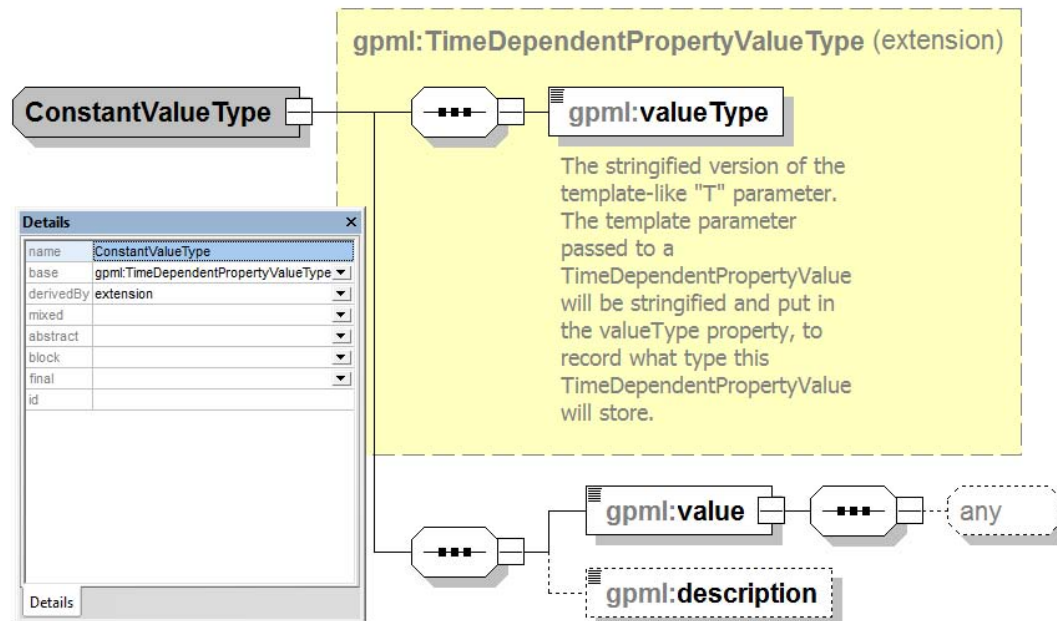 gpml:TimeDependentPropertyValueType (extension)
ConstantValueType
gpml:valueType
The stringified version of the
template-like "T" parameter.
The template parameter
passed to a
TimeDependentPropertyValue
will be stringified and put in
the valueType property, to
record what type this
TimeDependentPropertyValue
will store.
Details
name ConstantValueType
base gpml:TimeDependentPropertyValueType
derivedBy extension
mixed
abstract
block
final
id
Details
gpml:value
any
gpml:description